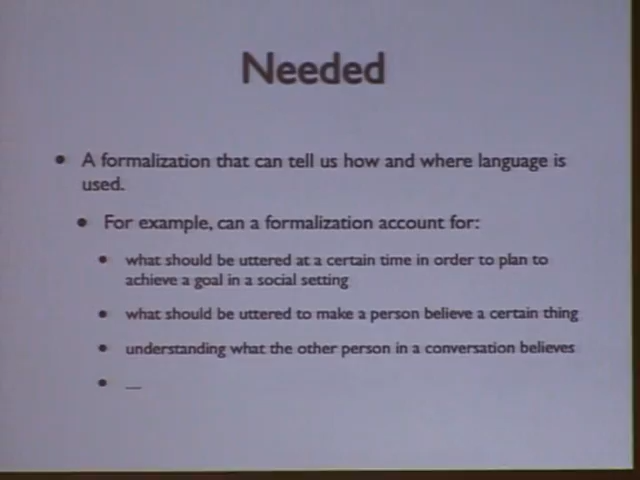 Needed
• A formalization that can tell us how and where language is
used.
• For example, can a formalization account for:
• what should be uttered at a certain time in order to plan to
achieve a goal in a social setting
• what should be uttered to make a person believe a certain thing
• understanding what the other person in a conversation believes
• __